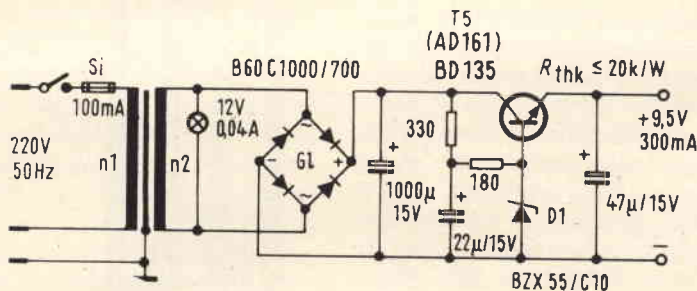 T5
(AD161)
BD135
B60 C1000/700
R_thk ≤ 20k/W
Si
100mA
12V
0,04A
220V
50Hz
n1
n2
~
Gl
-
+
~
+
1000µ
15V
330
+
180
22µ/15V
D1
+
47µ/15V
+9,5V
300mA
–
BZX 55/C10